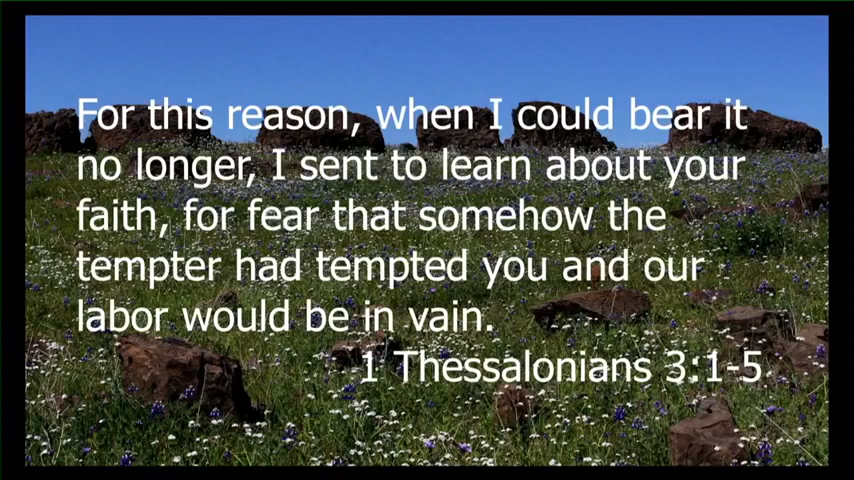 For this reason, when I could bear it
no longer, I sent to learn about your
faith, for fear that somehow the
tempter had tempted you and our
labor would be in vain.
1 Thessalonians 3:1-5